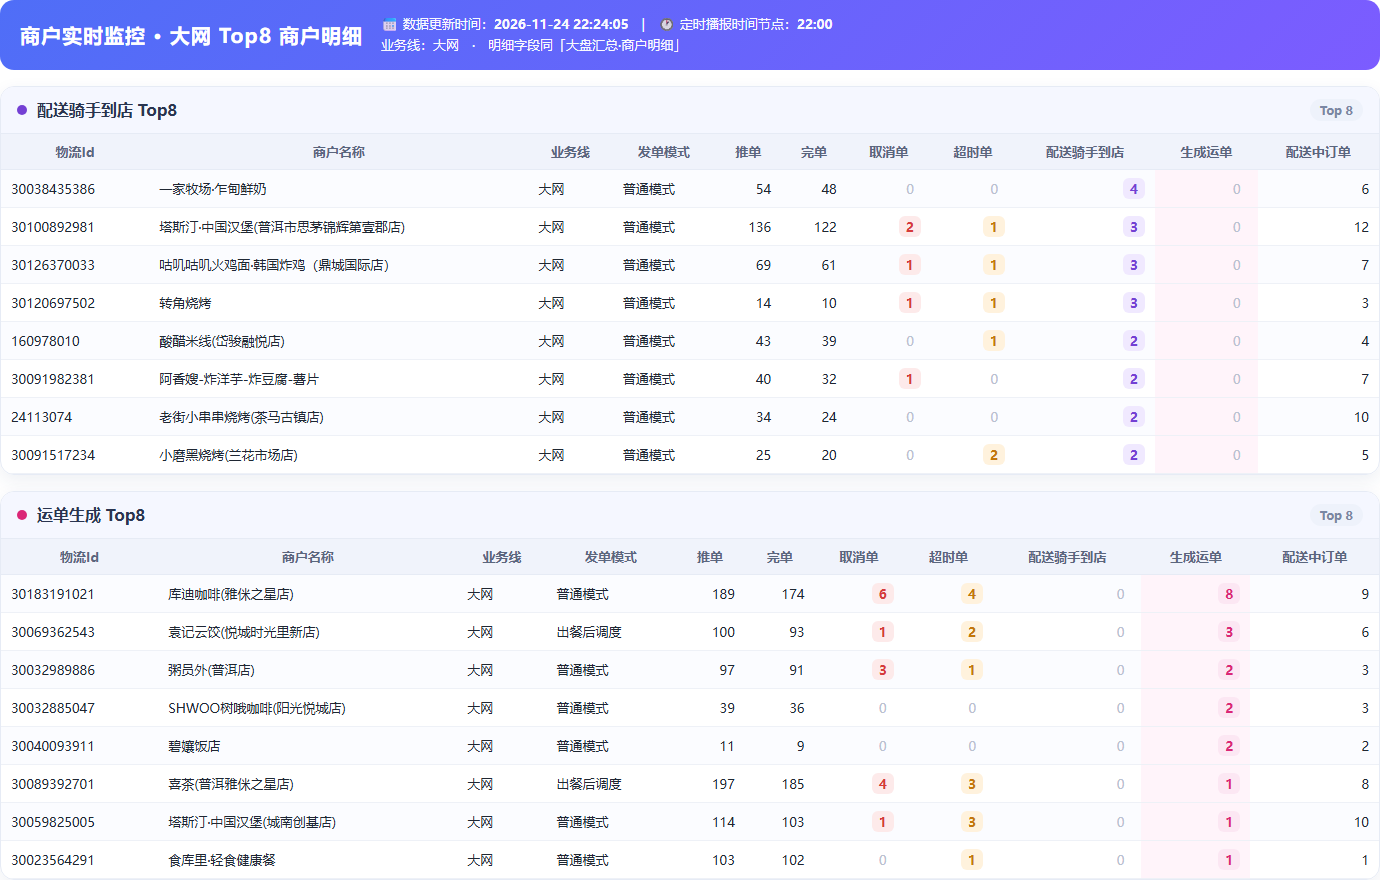 商户实时监控 • 大网 Top8 商户明细
数据更新时间：2026-11-24 22:24:05 | 定时播报时间节点：22:00
业务线：大网 · 明细字段同「大盘汇总·商户明细」
配送骑手到店 Top8 Top 8
物流Id 商户名称 业务线 发单模式 推单 完单 取消单 超时单 配送骑手到店 生成运单 配送中订单
30038435386 一家牧场·乍甸鲜奶 大网 普通模式 54 48 0 0 4 0 6
30100892981 塔斯汀·中国汉堡(普洱市思茅锦辉第壹郡店) 大网 普通模式 136 122 2 1 3 0 12
30126370033 咕叽咕叽火鸡面·韩国炸鸡（鼎城国际店） 大网 普通模式 69 61 1 1 3 0 7
30120697502 转角烧烤 大网 普通模式 14 10 1 1 3 0 3
160978010 酸醋米线(岱骏融悦店) 大网 普通模式 43 39 0 1 2 0 4
30091982381 阿香嫂-炸洋芋-炸豆腐-薯片 大网 普通模式 40 32 1 0 2 0 7
24113074 老街小串串烧烤(茶马古镇店) 大网 普通模式 34 24 0 0 2 0 10
30091517234 小磨黑烧烤(兰花市场店) 大网 普通模式 25 20 0 2 2 0 5
运单生成 Top8 Top 8
物流Id 商户名称 业务线 发单模式 推单 完单 取消单 超时单 配送骑手到店 生成运单 配送中订单
30183191021 库迪咖啡(雅侎之星店) 大网 普通模式 189 174 6 4 0 8 9
30069362543 袁记云饺(悦城时光里新店) 大网 出餐后调度 100 93 1 2 0 3 6
30032989886 粥员外(普洱店) 大网 普通模式 97 91 3 1 0 2 3
30032885047 SHWOO树哦咖啡(阳光悦城店) 大网 普通模式 39 36 0 0 0 2 3
30040093911 碧孃饭店 大网 普通模式 11 9 0 0 0 2 2
30089392701 喜茶(普洱雅侎之星店) 大网 出餐后调度 197 185 4 3 0 1 8
30059825005 塔斯汀·中国汉堡(城南创基店) 大网 普通模式 114 103 1 3 0 1 10
30023564291 食库里·轻食健康餐 大网 普通模式 103 102 0 1 0 1 1